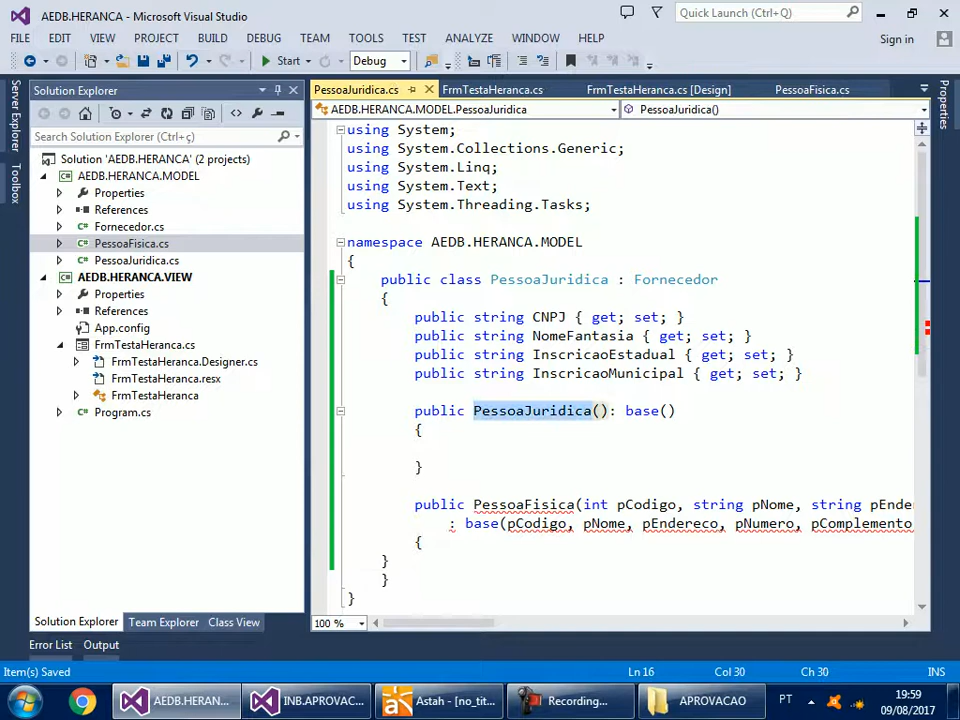 AEDB.HERANCA - Microsoft Visual Studio
Quick Launch (Ctrl+Q)
FILE EDIT VIEW PROJECT BUILD DEBUG TEAM TOOLS TEST ANALYZE WINDOW HELP
Sign in
Start
Debug
Server Explorer
Toolbox
Properties
Solution Explorer
Search Solution Explorer (Ctrl+ç)
Solution 'AEDB.HERANCA' (2 projects)
AEDB.HERANCA.MODEL
Properties
References
Fornecedor.cs
PessoaFisica.cs
PessoaJuridica.cs
AEDB.HERANCA.VIEW
Properties
References
App.config
FrmTestaHeranca.cs
FrmTestaHeranca.Designer.cs
FrmTestaHeranca.resx
FrmTestaHeranca
Program.cs
Solution Explorer Team Explorer Class View
PessoaJuridica.cs FrmTestaHeranca.cs FrmTestaHeranca.cs [Design] PessoaFisica.cs
AEDB.HERANCA.MODEL.PessoaJuridica PessoaJuridica()
using System;
using System.Collections.Generic;
using System.Linq;
using System.Text;
using System.Threading.Tasks;
namespace AEDB.HERANCA.MODEL
{
public class PessoaJuridica : Fornecedor
{
public string CNPJ { get; set; }
public string NomeFantasia { get; set; }
public string InscricaoEstadual { get; set; }
public string InscricaoMunicipal { get; set; }
public PessoaJuridica(): base()
{
}
public PessoaFisica(int pCodigo, string pNome, string pEnder
: base(pCodigo, pNome, pEndereco, pNumero, pComplemento
{
}
}
}
100 %
Error List Output
Item(s) Saved Ln 16 Col 30 Ch 30 INS
AEDB.HERAN... INB.APROVAC... Astah - [no_tit... Recording... APROVACAO PT 19:59
09/08/2017